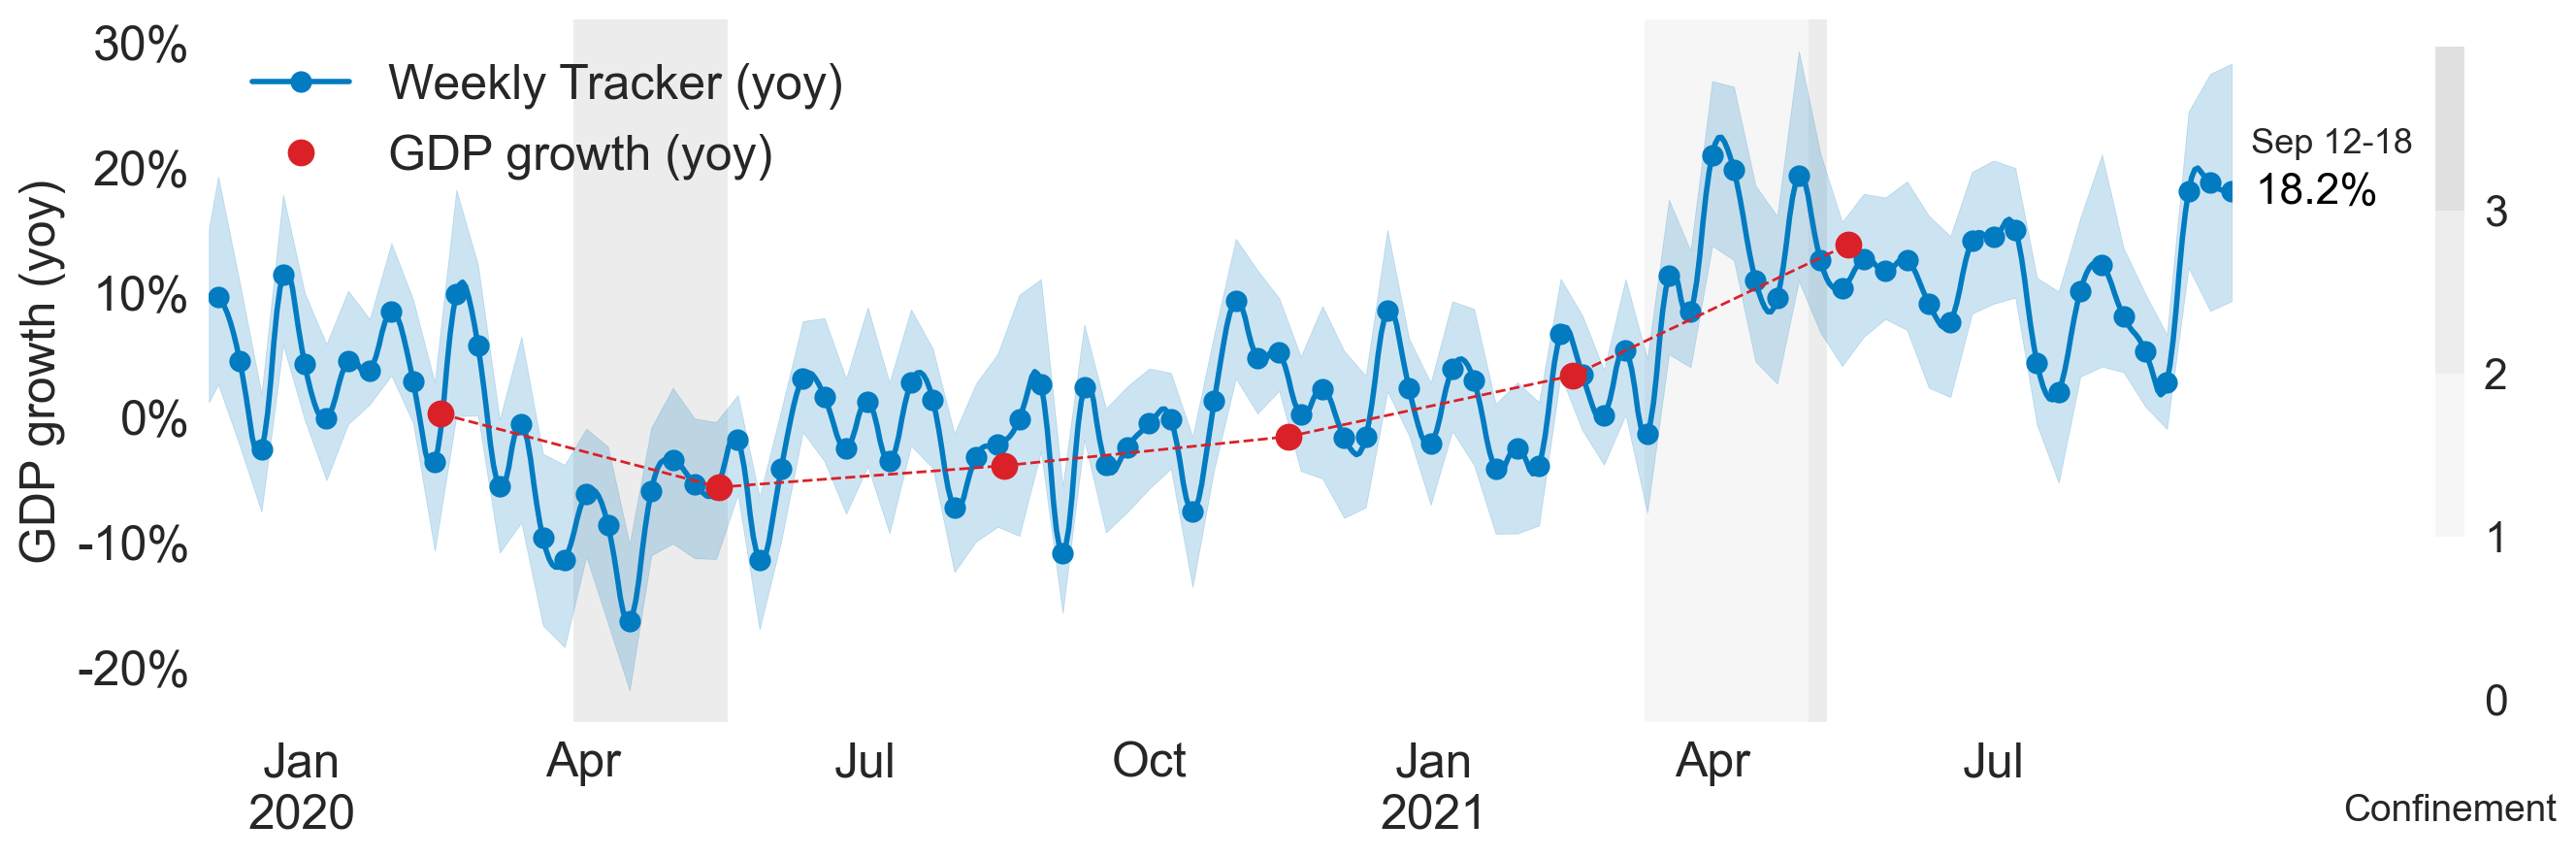 GDP growth (yoy)
30%
20%
10%
0%
-10%
-20%
Weekly Tracker (yoy)
GDP growth (yoy)
Sep 12-18
18.2%
3
2
1
0
Jan
2020
Apr
Jul
Oct
Jan
2021
Apr
Jul
Confinement